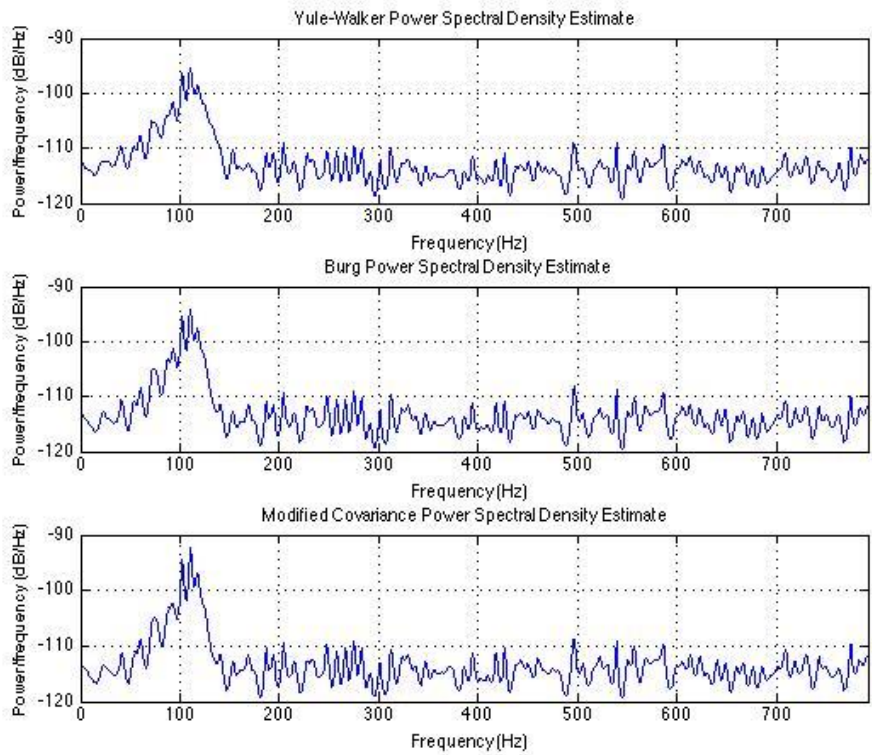 Yule-Walker Power Spectral Density Estimate
Power/frequency (dB/Hz)
-90
-100
-110
-120
0 100 200 300 400 500 600 700
Frequency (Hz)
Burg Power Spectral Density Estimate
Power/frequency (dB/Hz)
-90
-100
-110
-120
0 100 200 300 400 500 600 700
Frequency (Hz)
Modified Covariance Power Spectral Density Estimate
Power/frequency (dB/Hz)
-90
-100
-110
-120
0 100 200 300 400 500 600 700
Frequency (Hz)